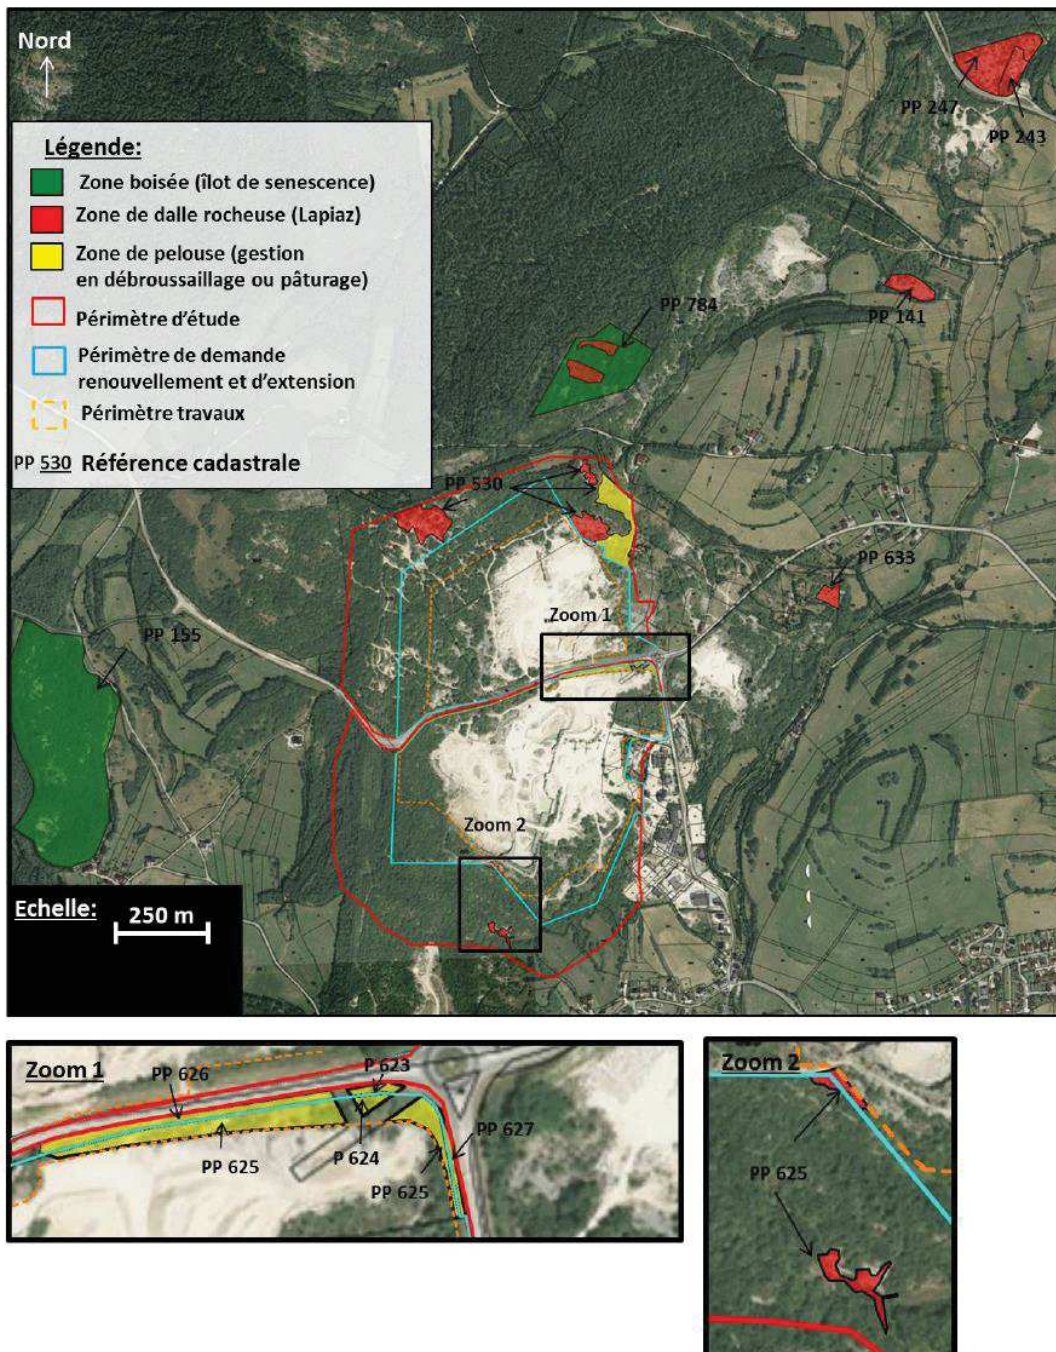 Nord
PP 247
PP 243
Légende:
Zone boisée (îlot de senescence)
Zone de dalle rocheuse (Lapiaz)
Zone de pelouse (gestion
en débroussaillage ou pâturage)
Périmètre d'étude
Périmètre de demande
renouvellement et d'extension
Périmètre travaux
PP 530 Référence cadastrale
PP 784
PP 141
PP 530
PP 633
Zoom 1
PP 155
Zoom 2
Echelle:
250 m
Zoom 1
PP 626
P 623
PP 627
PP 625
P 624
PP 625
Zoom 2
PP 625